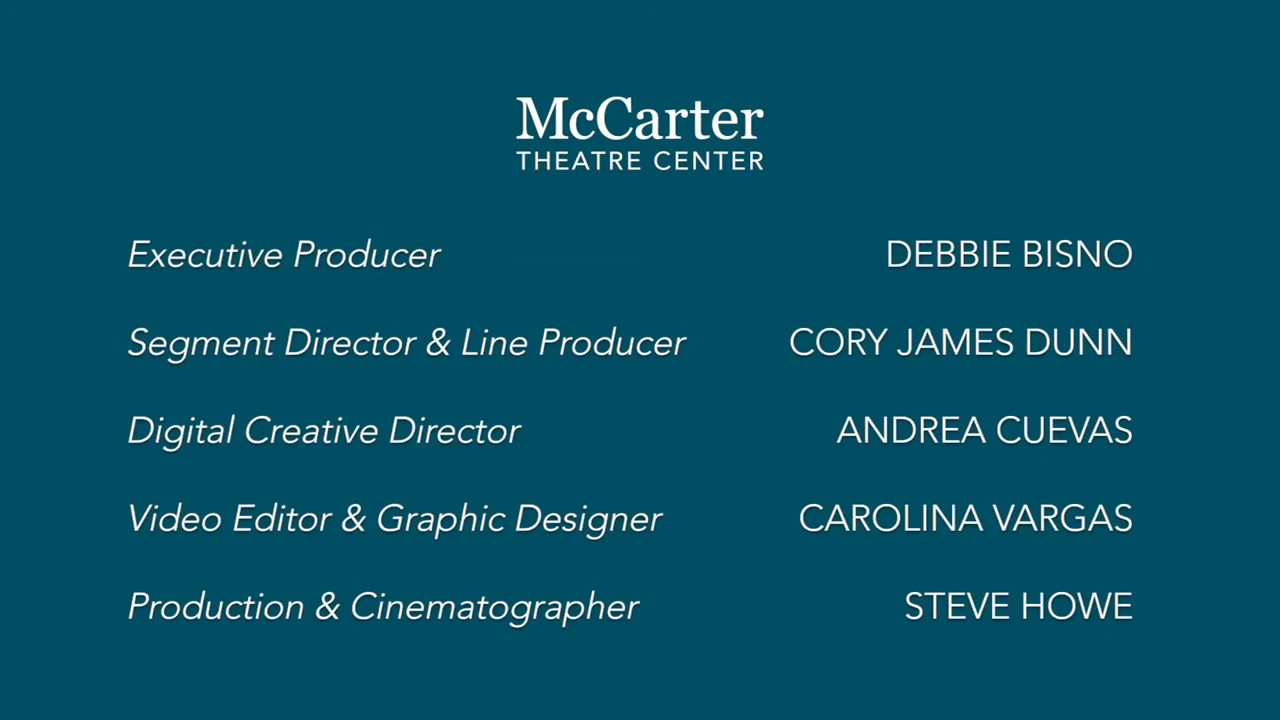 McCarter
THEATRE CENTER
Executive Producer DEBBIE BISNO
Segment Director & Line Producer CORY JAMES DUNN
Digital Creative Director ANDREA CUEVAS
Video Editor & Graphic Designer CAROLINA VARGAS
Production & Cinematographer STEVE HOWE